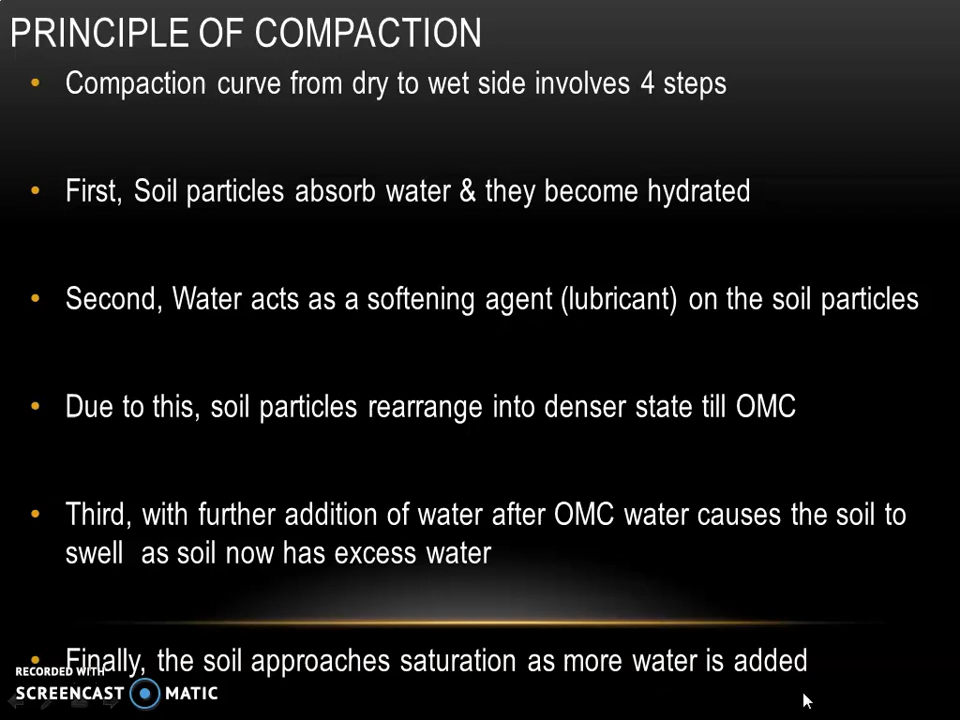 PRINCIPLE OF COMPACTION
• Compaction curve from dry to wet side involves 4 steps
• First, Soil particles absorb water & they become hydrated
• Second, Water acts as a softening agent (lubricant) on the soil particles
• Due to this, soil particles rearrange into denser state till OMC
• Third, with further addition of water after OMC water causes the soil to
swell as soil now has excess water
• Finally, the soil approaches saturation as more water is added
RECORDED WITH
SCREENCAST MATIC